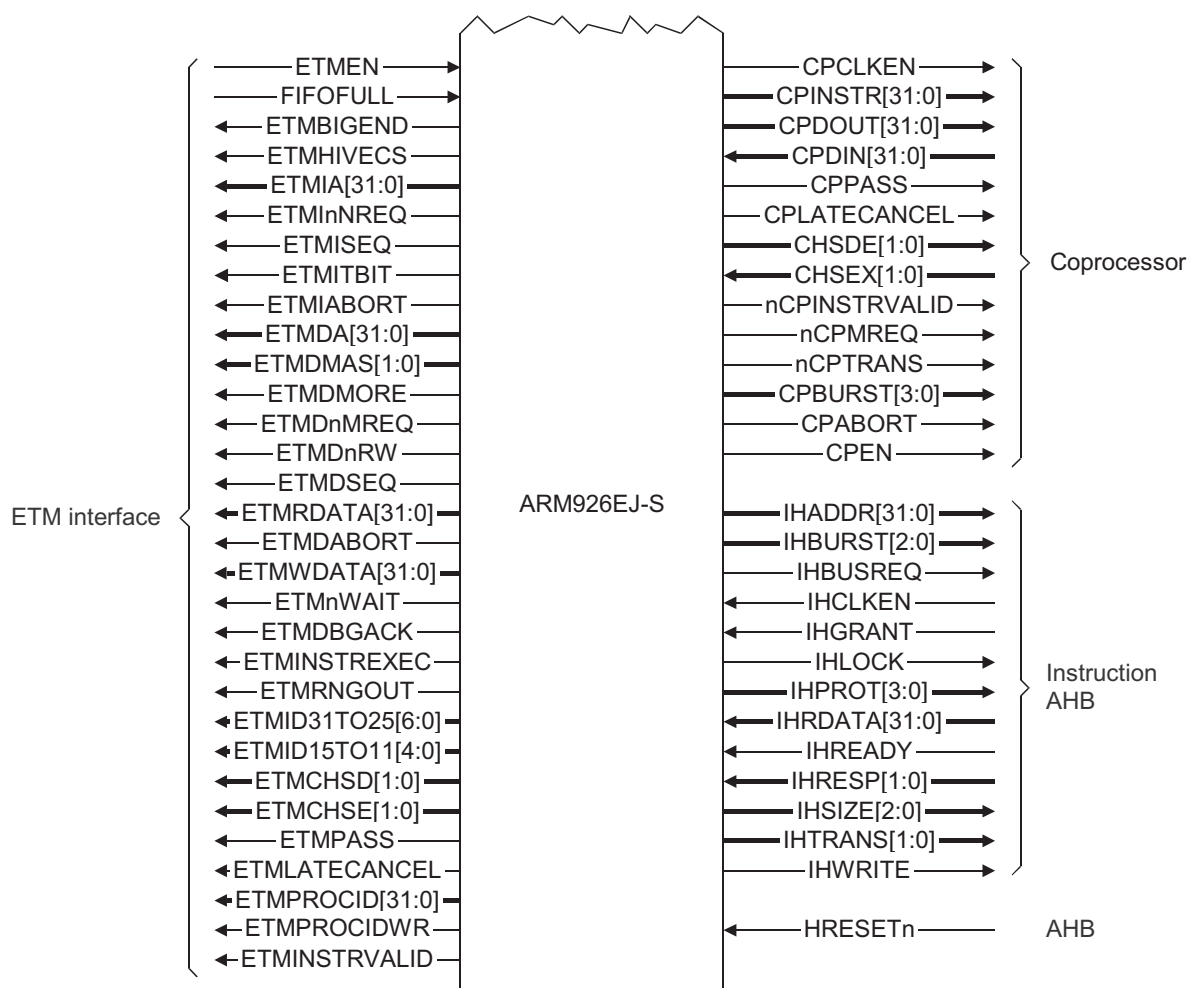 ETMEN
FIFOFULL
ETMBIGEND
ETMHIVECS
ETMIA[31:0]
ETMInNREQ
ETMISEQ
ETMITBIT
ETMIABORT
ETMDA[31:0]
ETMDMAS[1:0]
ETMDMORE
ETMDnMREQ
ETMDnRW
ETMDSEQ
ETMRDATA[31:0]
ETMDABORT
ETMWDATA[31:0]
ETMnWAIT
ETMDBGACK
ETMINSTREXEC
ETMRNGOUT
ETMID31TO25[6:0]
ETMID15TO11[4:0]
ETMCHSD[1:0]
ETMCHSE[1:0]
ETMPASS
ETMLATECANCEL
ETMPROCID[31:0]
ETMPROCIDWR
ETMINSTRVALID
ETM interface
ARM926EJ-S
CPCLKEN
CPINSTR[31:0]
CPDOUT[31:0]
CPDIN[31:0]
CPPASS
CPLATECANCEL
CHSDE[1:0]
CHSEX[1:0]
nCPINSTRVALID
nCPMREQ
nCPTRANS
CPBURST[3:0]
CPABORT
CPEN
Coprocessor
IHADDR[31:0]
IHBURST[2:0]
IHBUSREQ
IHCLKEN
IHGRANT
IHLOCK
IHPROT[3:0]
IHRDATA[31:0]
IHREADY
IHRESP[1:0]
IHSIZE[2:0]
IHTRANS[1:0]
IHWRITE
Instruction
AHB
HRESETn
AHB